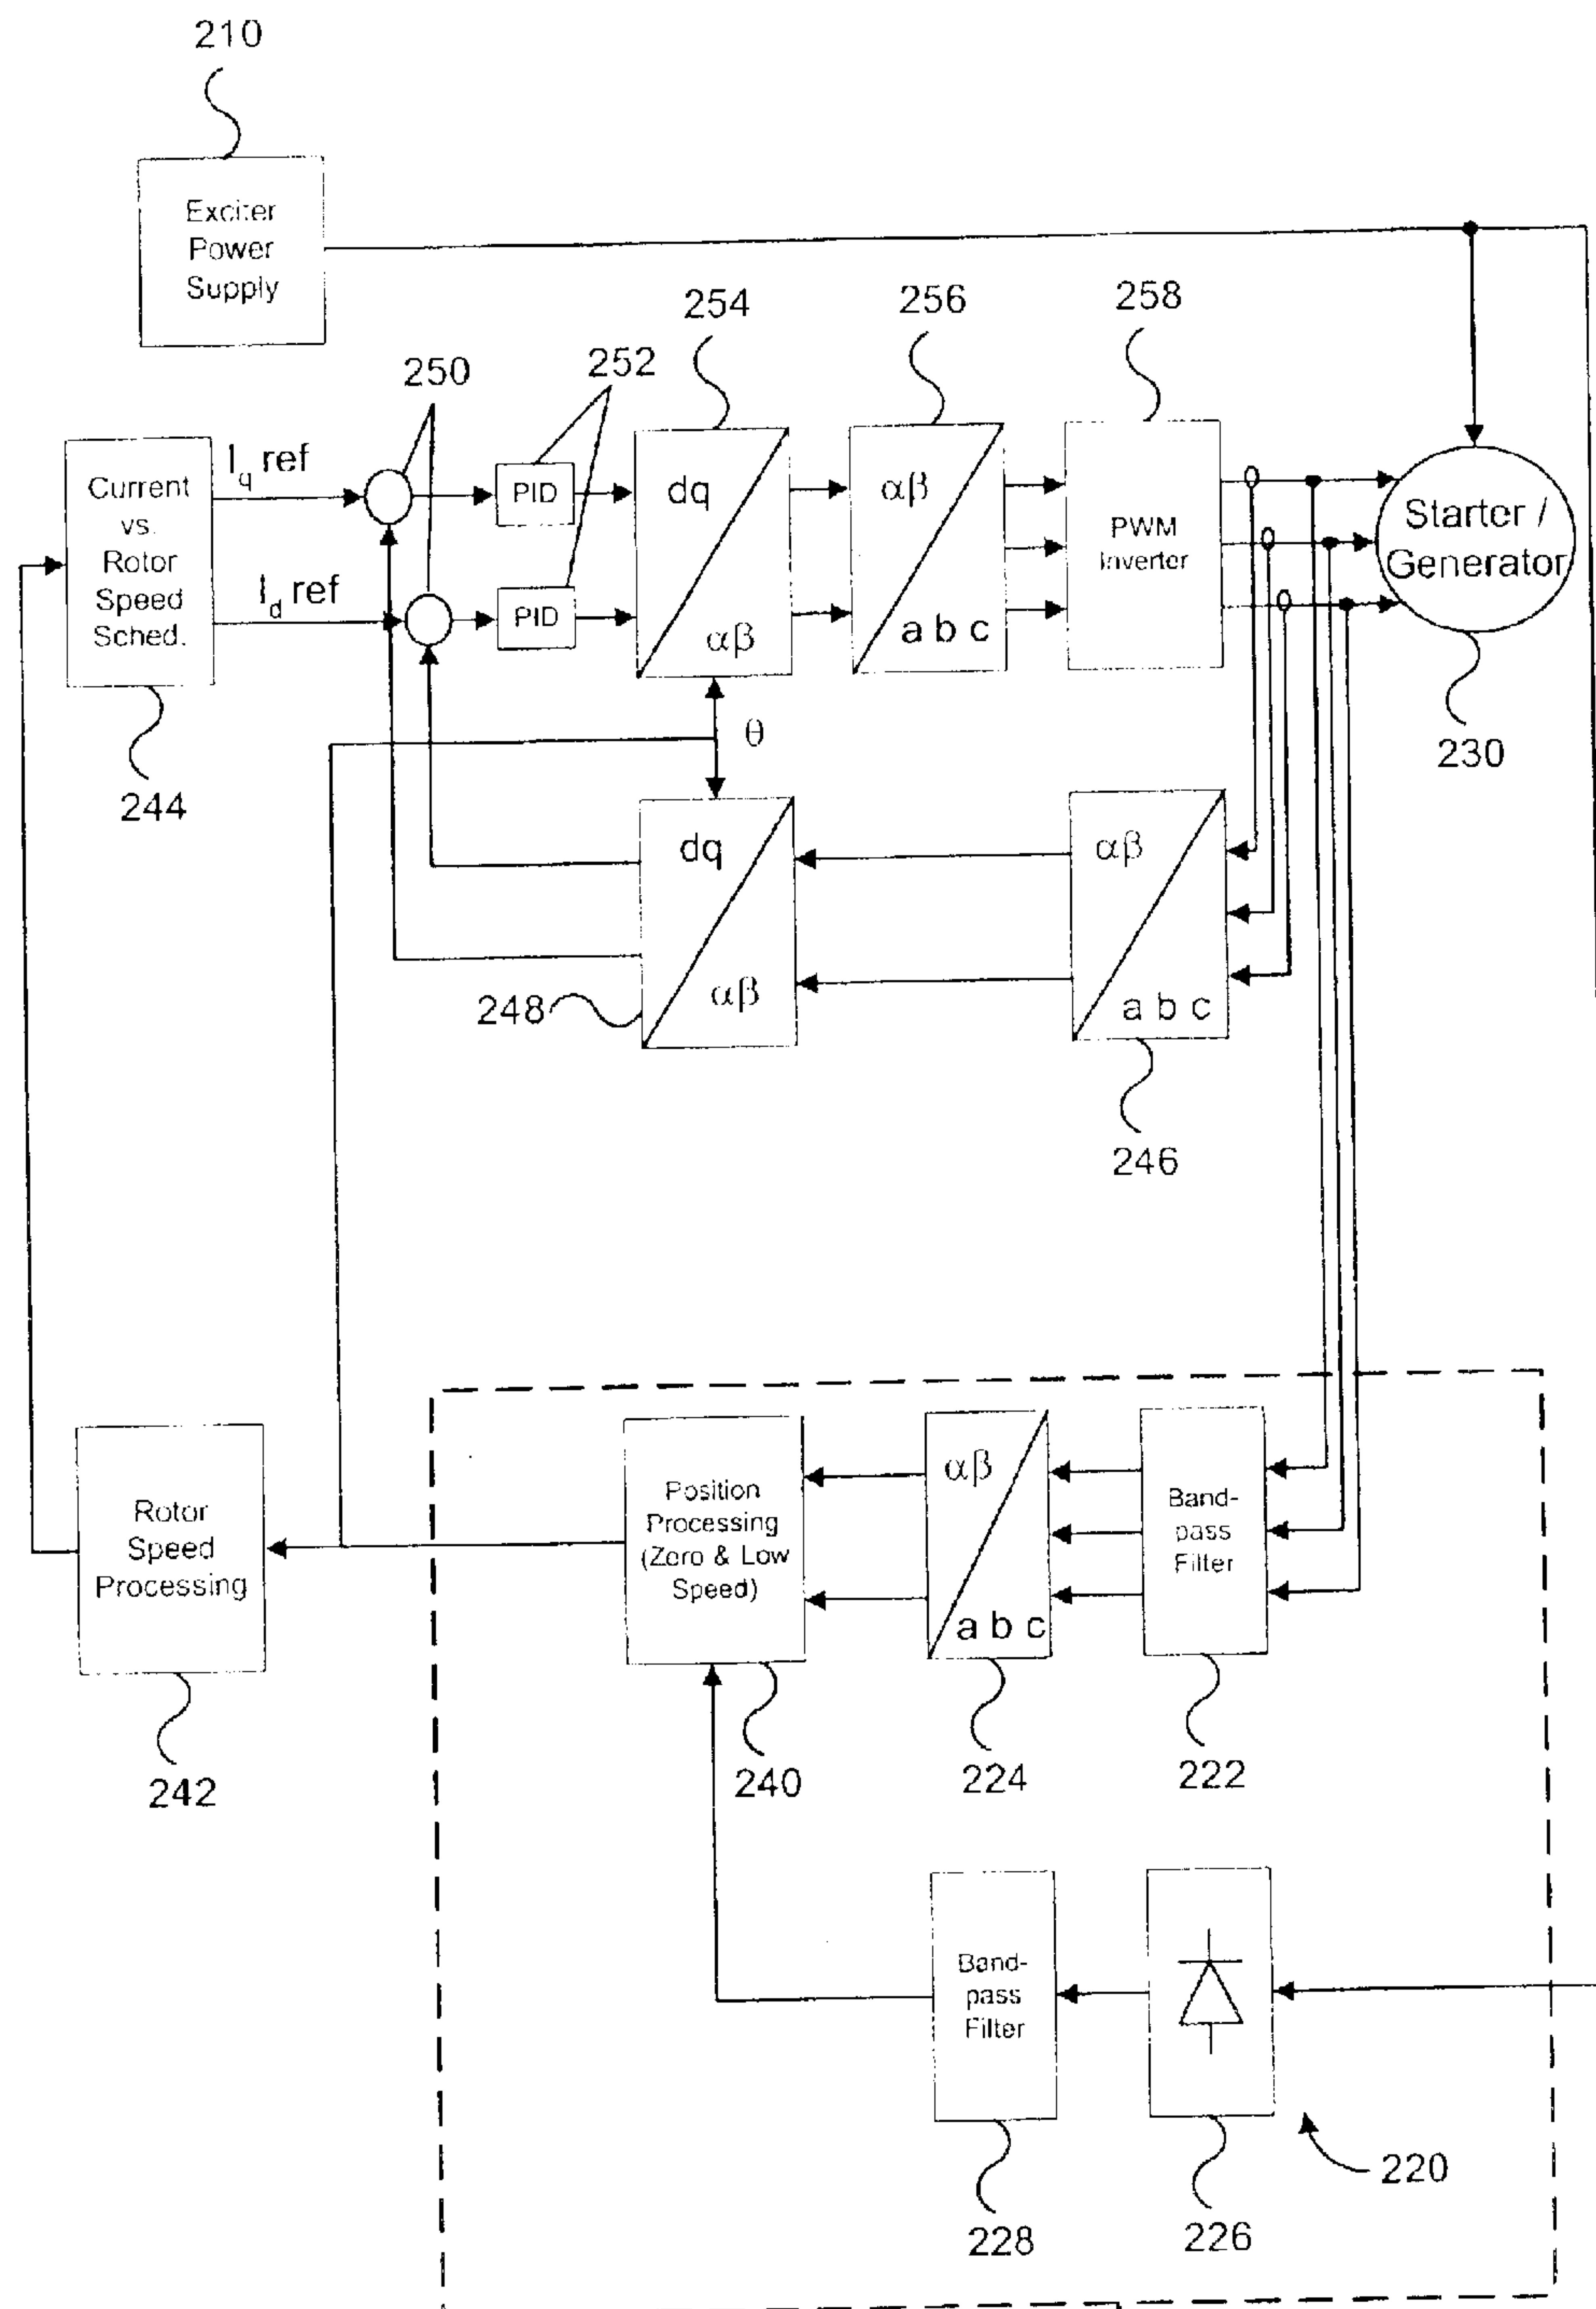 210
Exciter
Power
Supply
254
256
258
250
252
Iq ref
Id ref
Current
vs.
Rotor
Speed
Sched.
PID
PID
dq
αβ
αβ
a b c
PWM
Inverter
Starter /
Generator
244
θ
230
dq
αβ
αβ
a b c
248
246
Rotor
Speed
Processing
Position
Processing
(Zero & Low
Speed)
αβ
a b c
Band-
pass
Filter
242
240
224
222
Band-
pass
Filter
220
228
226